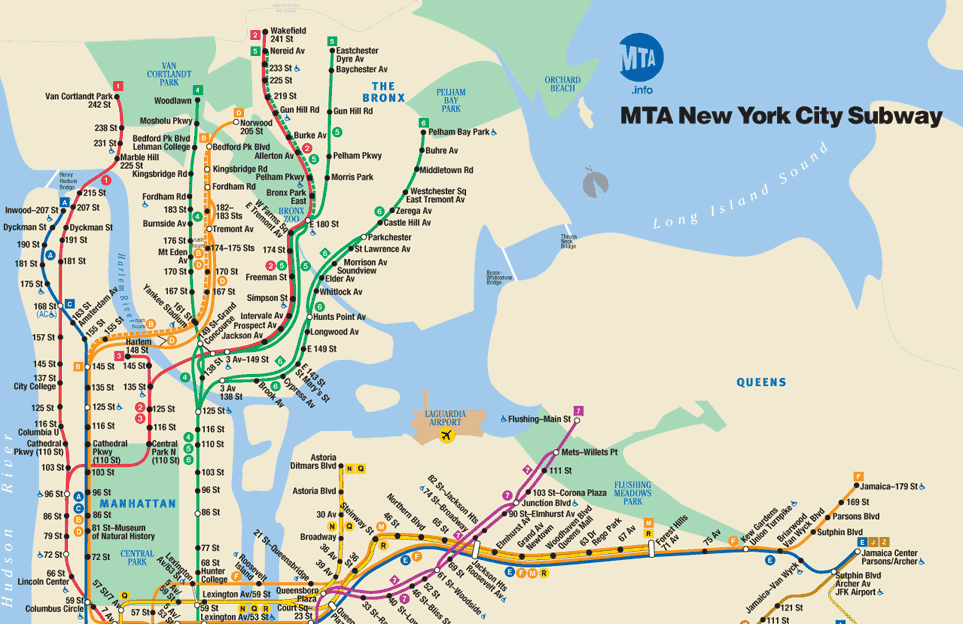 MTA
.info
MTA New York City Subway
THE
BRONX
VAN
CORTLANDT
PARK
PELHAM
BAY
PARK
ORCHARD
BEACH
Long Island Sound
QUEENS
MANHATTAN
Hudson River
Harlem River
BRONX
ZOO
LAGUARDIA
AIRPORT
FLUSHING
MEADOWS
PARK
CENTRAL
PARK
Henry
Hudson
Bridge
Throgs
Neck
Bridge
Bronx-
Whitestone
Bridge
2
Wakefield
241 St
5
Nereid Av
233 St
225 St
219 St
Gun Hill Rd
Burke Av
Allerton Av
Pelham Pkwy
Bronx Park
East
W Farms Sq
E Tremont Av
E 180 St
174 St
Freeman St
Simpson St
Intervale Av
Prospect Av
Jackson Av
3 Av–149 St
149 St–Grand
Concourse
5
Eastchester
Dyre Av
Baychester Av
Gun Hill Rd
Pelham Pkwy
Morris Park
6
Pelham Bay Park
Buhre Av
Middletown Rd
Westchester Sq
East Tremont Av
Zerega Av
Castle Hill Av
Parkchester
St Lawrence Av
Morrison Av
Soundview
Elder Av
Whitlock Av
Hunts Point Av
Longwood Av
E 149 St
E 143 St
St Mary's St
Cypress Av
Brook Av
3 Av
138 St
1
Van Cortlandt Park
242 St
238 St
231 St
Marble Hill
225 St
215 St
207 St
Dyckman St
191 St
181 St
168 St
157 St
145 St
137 St
City College
125 St
116 St
Columbia U
Cathedral
Pkwy (110 St)
103 St
96 St
86 St
79 St
72 St
66 St
Lincoln Center
59 St
Columbus Circle
A
Inwood–207 St
Dyckman St
190 St
181 St
175 St
C
163 St
Amsterdam Av
155 St
155 St
145 St
135 St
125 St
116 St
Cathedral
Pkwy
(110 St)
103 St
96 St
86 St
81 St–Museum
of Natural History
72 St
3
Harlem
148 St
145 St
135 St
125 St
116 St
Central
Park N
(110 St)
4
Woodlawn
Mosholu Pkwy
Bedford Pk Blvd
Lehman College
Kingsbridge Rd
Fordham Rd
183 St
Burnside Av
176 St
Mt Eden
Av
170 St
167 St
161 St
Yankee Stadium
138 St
125 St
116 St
110 St
103 St
96 St
86 St
77 St
68 St
Hunter
College
59 St
D
Norwood
205 St
B
Bedford Pk Blvd
Kingsbridge Rd
Fordham Rd
182–
183 Sts
Tremont Av
174–175 Sts
170 St
167 St
rush
hours
7
Flushing–Main St
Mets–Willets Pt
111 St
103 St–Corona Plaza
Junction Blvd
90 St–Elmhurst Av
82 St–Jackson Hts
74 St–Broadway
69 St
61 St–Woodside
Astoria
Ditmars Blvd
N Q
Astoria Blvd
30 Av
Broadway
36 Av
39 Av
Steinway St
46 St
Northern Blvd
65 St
Jackson Hts
Roosevelt Av
Elmhurst Av
Grand Av
Newtown
Woodhaven Blvd
Queens Mall
63 Dr
Rego Park
67 Av
Forest Hills
71 Av
75 Av
Kew Gardens
Union Turnpike
Briarwood
Van Wyck Blvd
Sutphin Blvd
Parsons Blvd
169 St
F
Jamaica–179 St
E J Z
Jamaica Center
Parsons/Archer
Sutphin Blvd
Archer Av
JFK Airport
Jamaica–Van Wyck
121 St
111 St
E F M R
21 St–Queensbridge
Roosevelt
Island
Queensboro
Plaza
Court Sq–
23 St
Lexington
Av/63 St
Lexington Av/59 St
N Q R
Lexington Av/53 St
57 St/7 Av
7 Av
57 St
Q